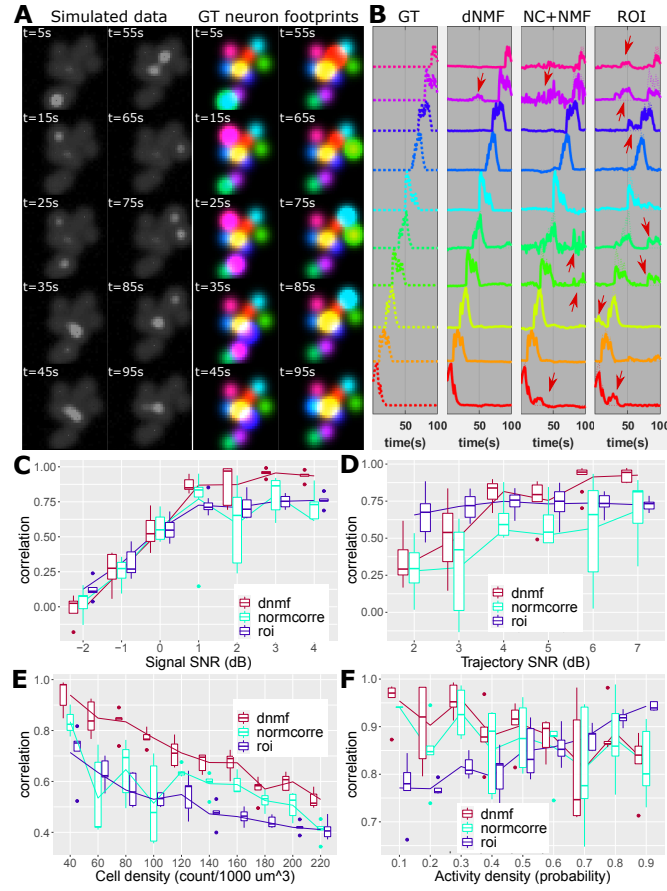 A Simulated data GT neuron footprints
t=5s t=55s t=5s t=55s
t=15s t=65s t=15s t=65s
t=25s t=75s t=25s t=75s
t=35s t=85s t=35s t=85s
t=45s t=95s t=45s t=95s
B GT dNMF NC+NMF ROI
50 100 50 100 50 100 50 100
time(s) time(s) time(s) time(s)
C
correlation
1.00
0.75
0.50
0.25
0.00
dnmf
normcorre
roi
−2 −1 0 1 2 3 4
Signal SNR (dB)
D
correlation
1.00
0.75
0.50
0.25
0.00
dnmf
normcorre
roi
2 3 4 5 6 7
Trajectory SNR (dB)
E
correlation
1.0
0.8
0.6
0.4
dnmf
normcorre
roi
40 60 80 100 120 140 160 180 200 220
Cell density (count/1000 um^3)
F
correlation
1.0
0.9
0.8
0.7
dnmf
normcorre
roi
0.1 0.2 0.3 0.4 0.5 0.6 0.7 0.8 0.9
Activity density (probability)